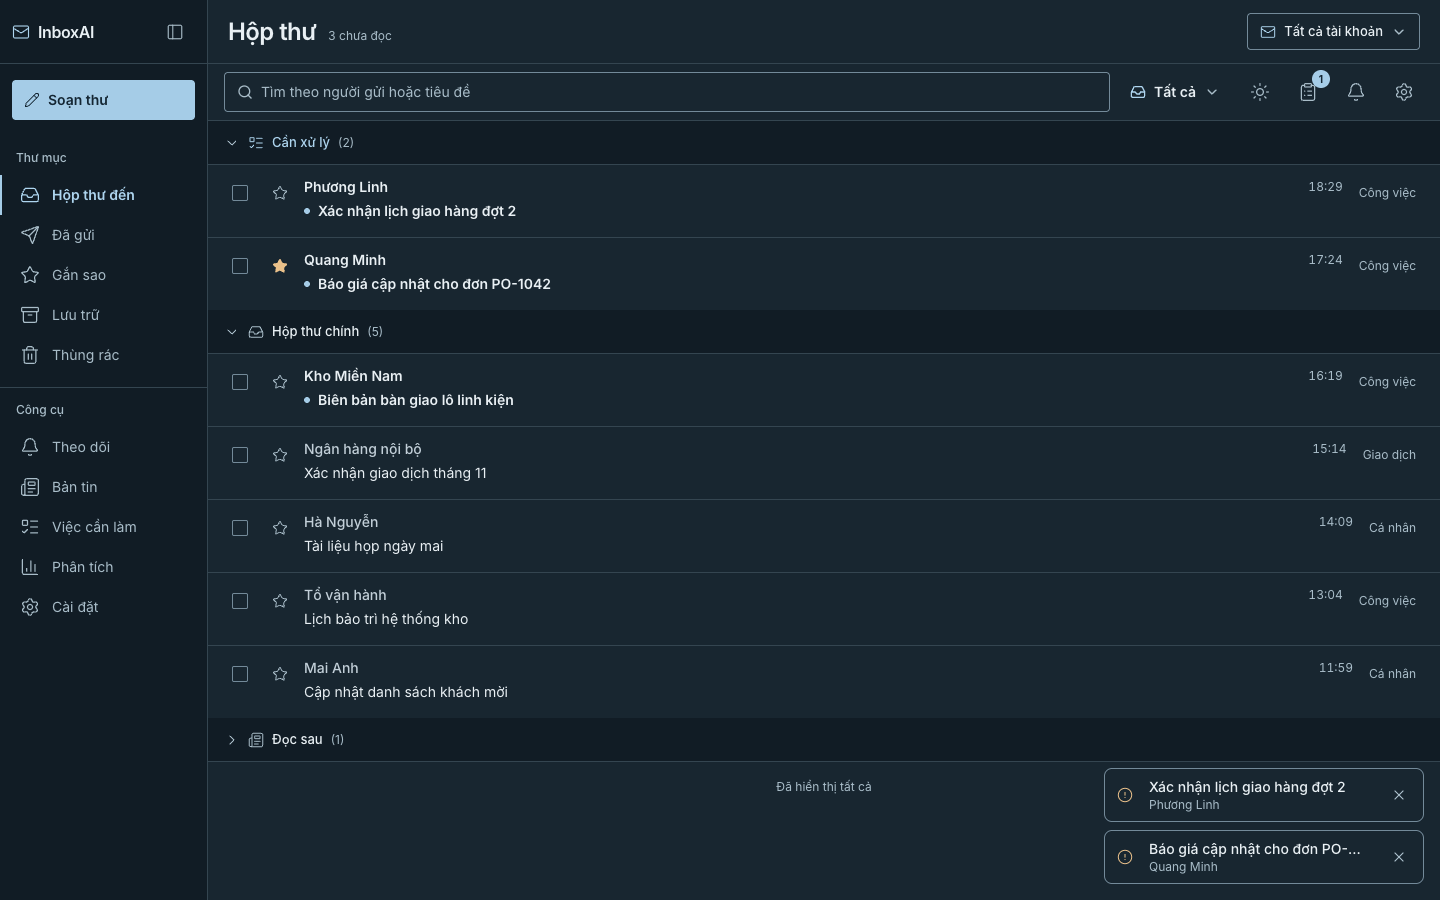 InboxAI
Soạn thư
Thư mục
Hộp thư đến
Đã gửi
Gắn sao
Lưu trữ
Thùng rác
Công cụ
Theo dõi
Bản tin
Việc cần làm
Phân tích
Cài đặt
Hộp thư 3 chưa đọc
Tất cả tài khoản
Tìm theo người gửi hoặc tiêu đề
Tất cả
1
Cần xử lý (2)
Phương Linh 18:29 Công việc
Xác nhận lịch giao hàng đợt 2
Quang Minh 17:24 Công việc
Báo giá cập nhật cho đơn PO-1042
Hộp thư chính (5)
Kho Miền Nam 16:19 Công việc
Biên bản bàn giao lô linh kiện
Ngân hàng nội bộ 15:14 Giao dịch
Xác nhận giao dịch tháng 11
Hà Nguyễn 14:09 Cá nhân
Tài liệu họp ngày mai
Tổ vận hành 13:04 Công việc
Lịch bảo trì hệ thống kho
Mai Anh 11:59 Cá nhân
Cập nhật danh sách khách mời
Đọc sau (1)
Đã hiển thị tất cả
Xác nhận lịch giao hàng đợt 2
Phương Linh
Báo giá cập nhật cho đơn PO-...
Quang Minh